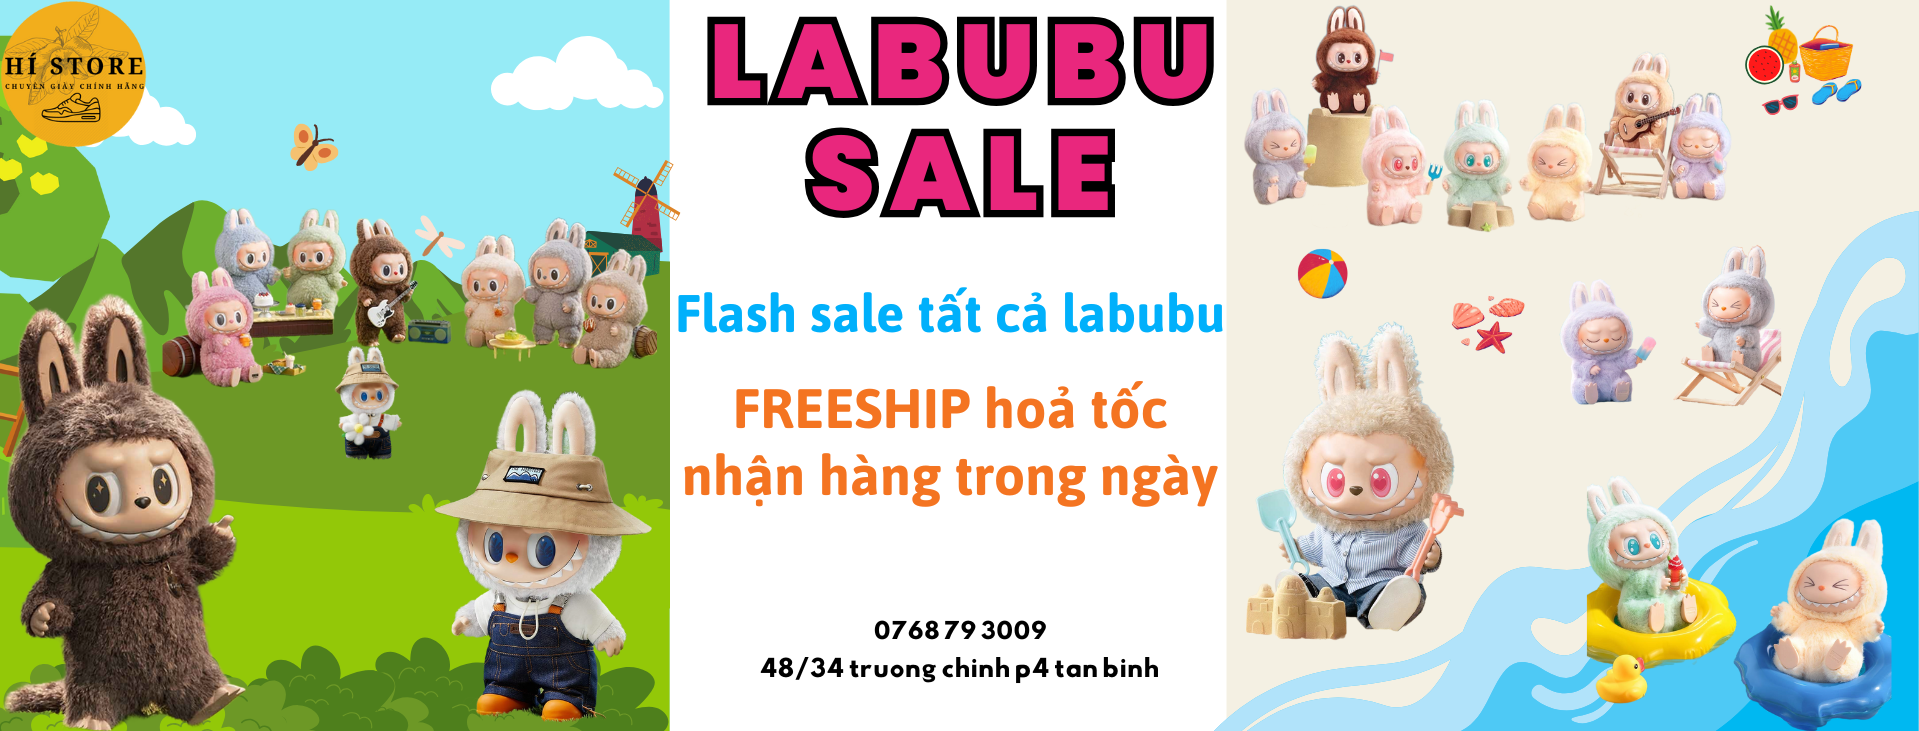 HÍ STORE
CHUYÊN GIÀY CHÍNH HÃNG
LABUBU
SALE
Flash sale tất cả labubu
FREESHIP hoả tốc
nhận hàng trong ngày
0768 79 3009
48/34 truong chinh p4 tan binh